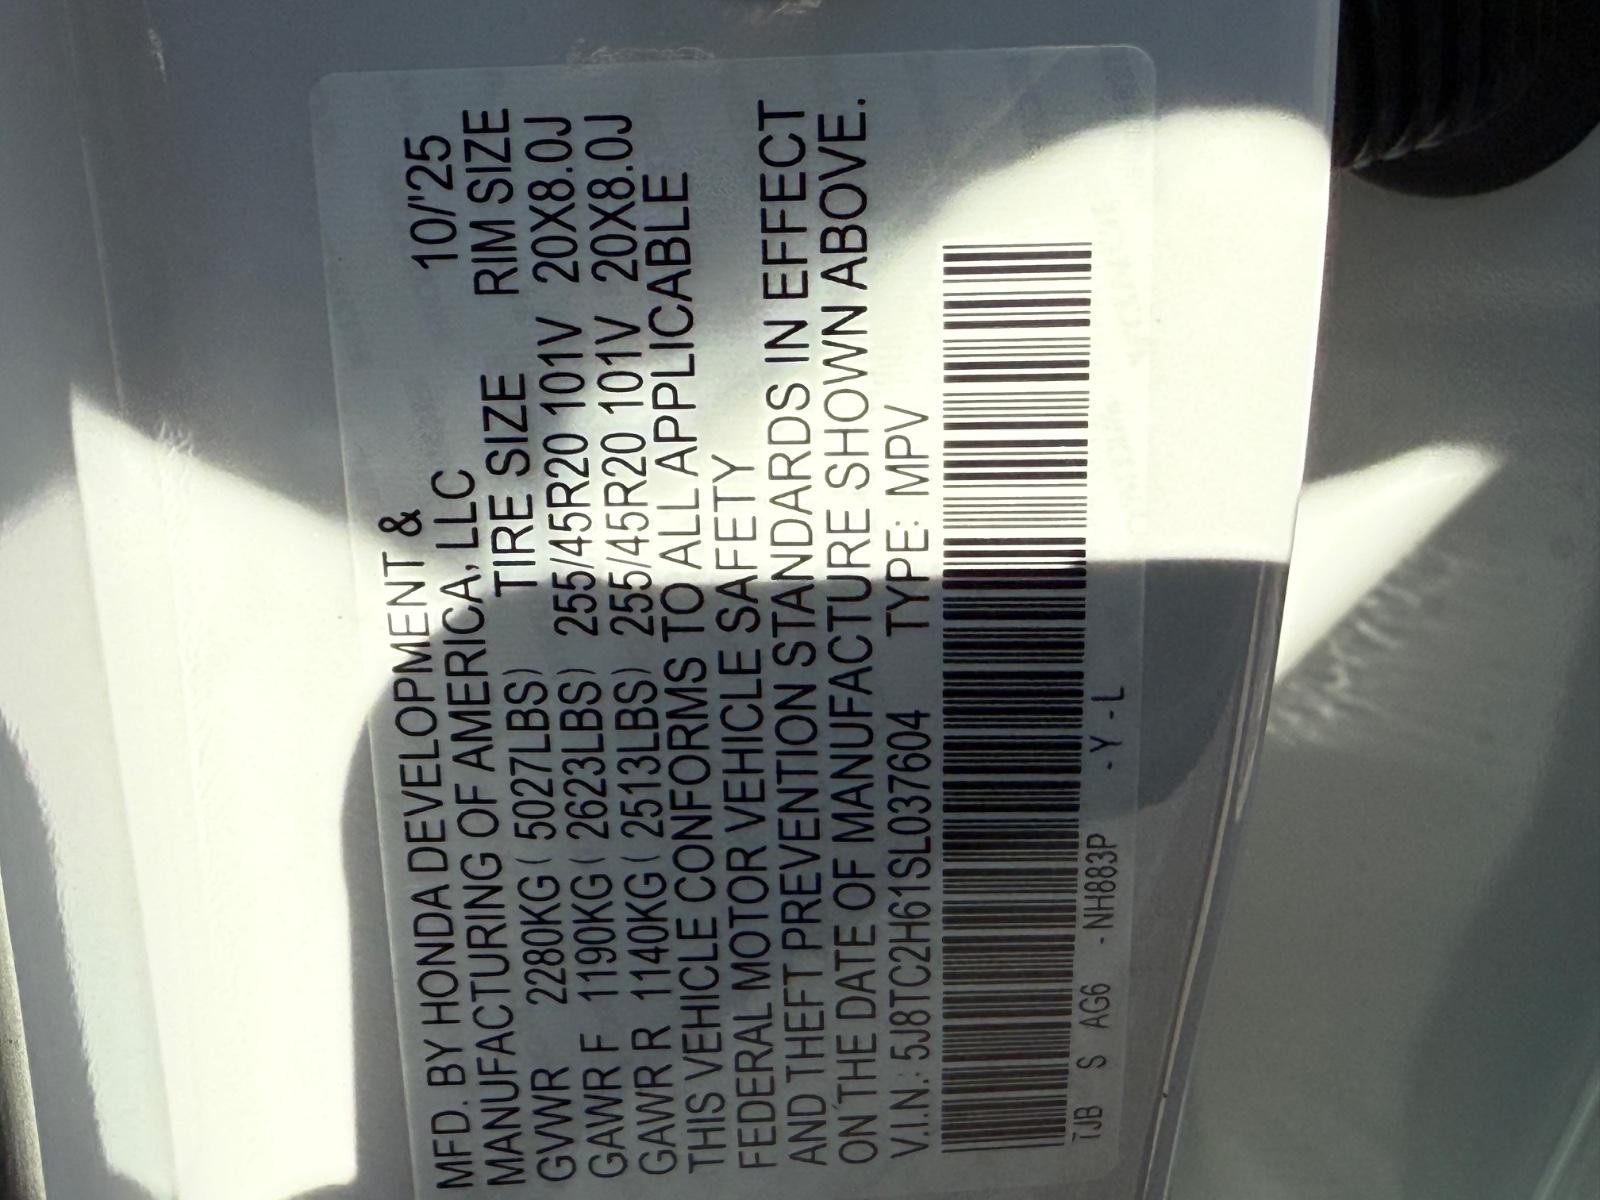 MFD. BY HONDA DEVELOPMENT &
MANUFACTURING OF AMERICA, LLC 10/'25
TIRE SIZE RIM SIZE
GVWR 2280KG ( 5027LBS)
GAWR F 1190KG ( 2623LBS) 255/45R20 101V 20X8.0J
GAWR R 1140KG ( 2513LBS) 255/45R20 101V 20X8.0J
THIS VEHICLE CONFORMS TO ALL APPLICABLE
FEDERAL MOTOR VEHICLE SAFETY
AND THEFT PREVENTION STANDARDS IN EFFECT
ON THE DATE OF MANUFACTURE SHOWN ABOVE.
V.I.N.: 5J8TC2H61SL037604 TYPE: MPV
TJB S AG6 -NH883P -Y-L